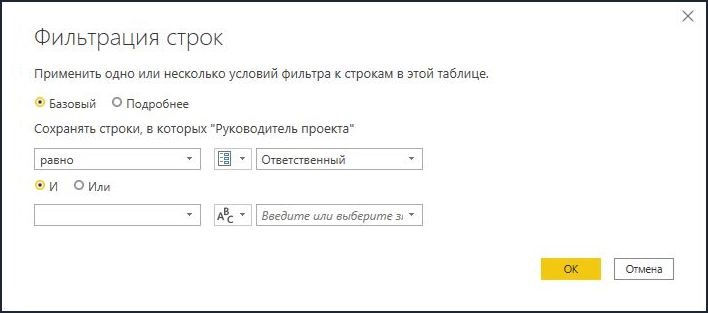 Фильтрация строк
Применить одно или несколько условий фильтра к строкам в этой таблице.
Базовый Подробнее
Сохранять строки, в которых "Руководитель проекта"
равно Ответственный
И Или
ABC Введите или выберите з
ОК Отмена